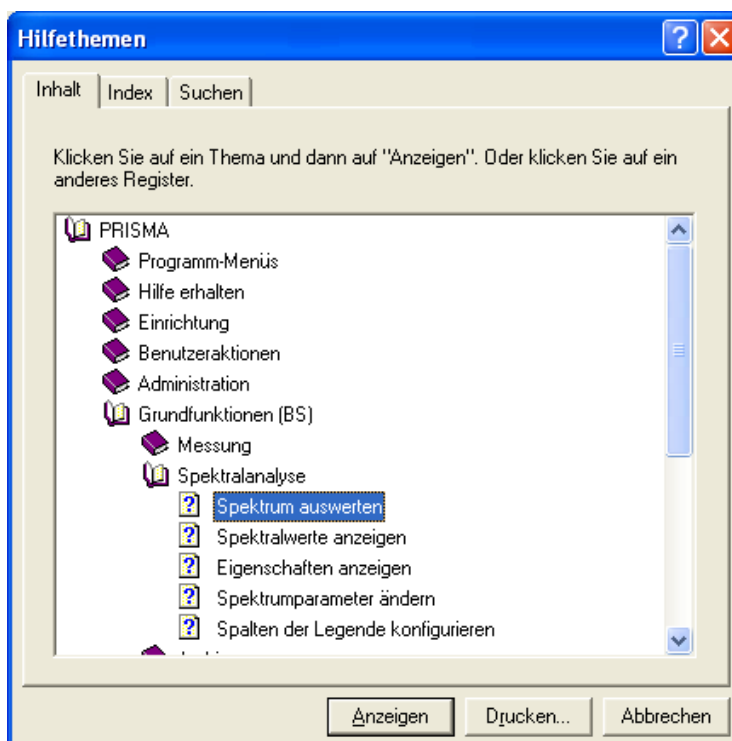 Hilfethemen
Inhalt Index Suchen
Klicken Sie auf ein Thema und dann auf "Anzeigen". Oder klicken Sie auf ein
anderes Register.
PRISMA
Programm-Menüs
Hilfe erhalten
Einrichtung
Benutzeraktionen
Administration
Grundfunktionen (BS)
Messung
Spektralanalyse
Spektrum auswerten
Spektralwerte anzeigen
Eigenschaften anzeigen
Spektrumparameter ändern
Spalten der Legende konfigurieren
Anzeigen Drucken... Abbrechen